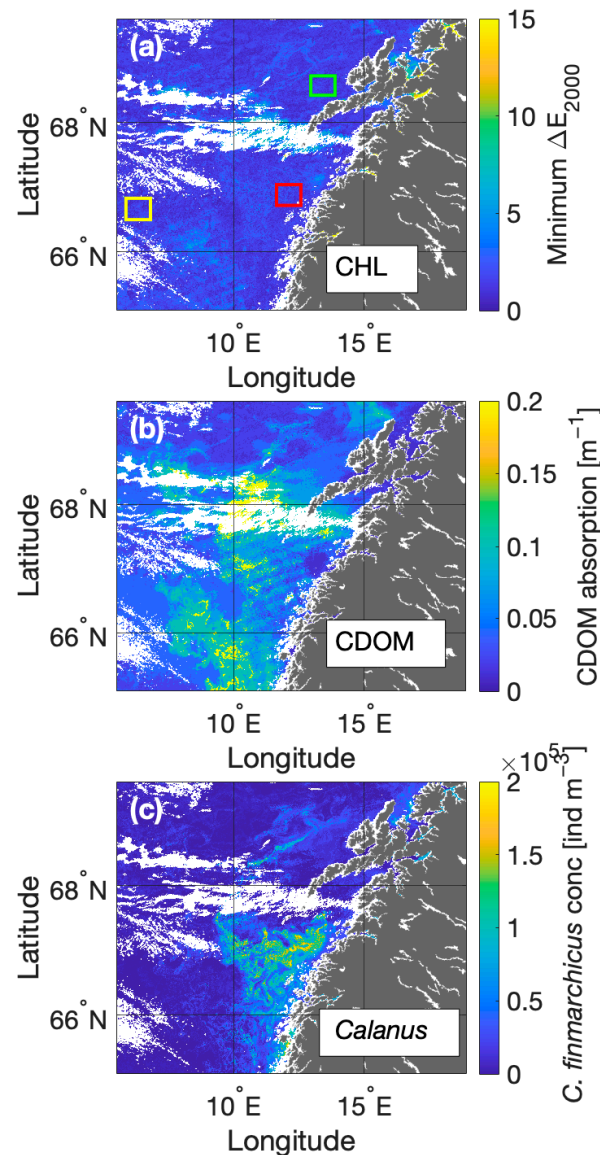 (a)
68°N
66°N
Latitude
10°E 15°E
Longitude
CHL
15
10
5
0
Minimum ΔE2000
(b)
68°N
66°N
Latitude
10°E 15°E
Longitude
CDOM
0.2
0.15
0.1
0.05
0
CDOM absorption [m⁻¹]
(c)
68°N
66°N
Latitude
10°E 15°E
Longitude
Calanus
×10⁵
2
1.5
1
0.5
0
C. finmarchicus conc [ind m⁻³]